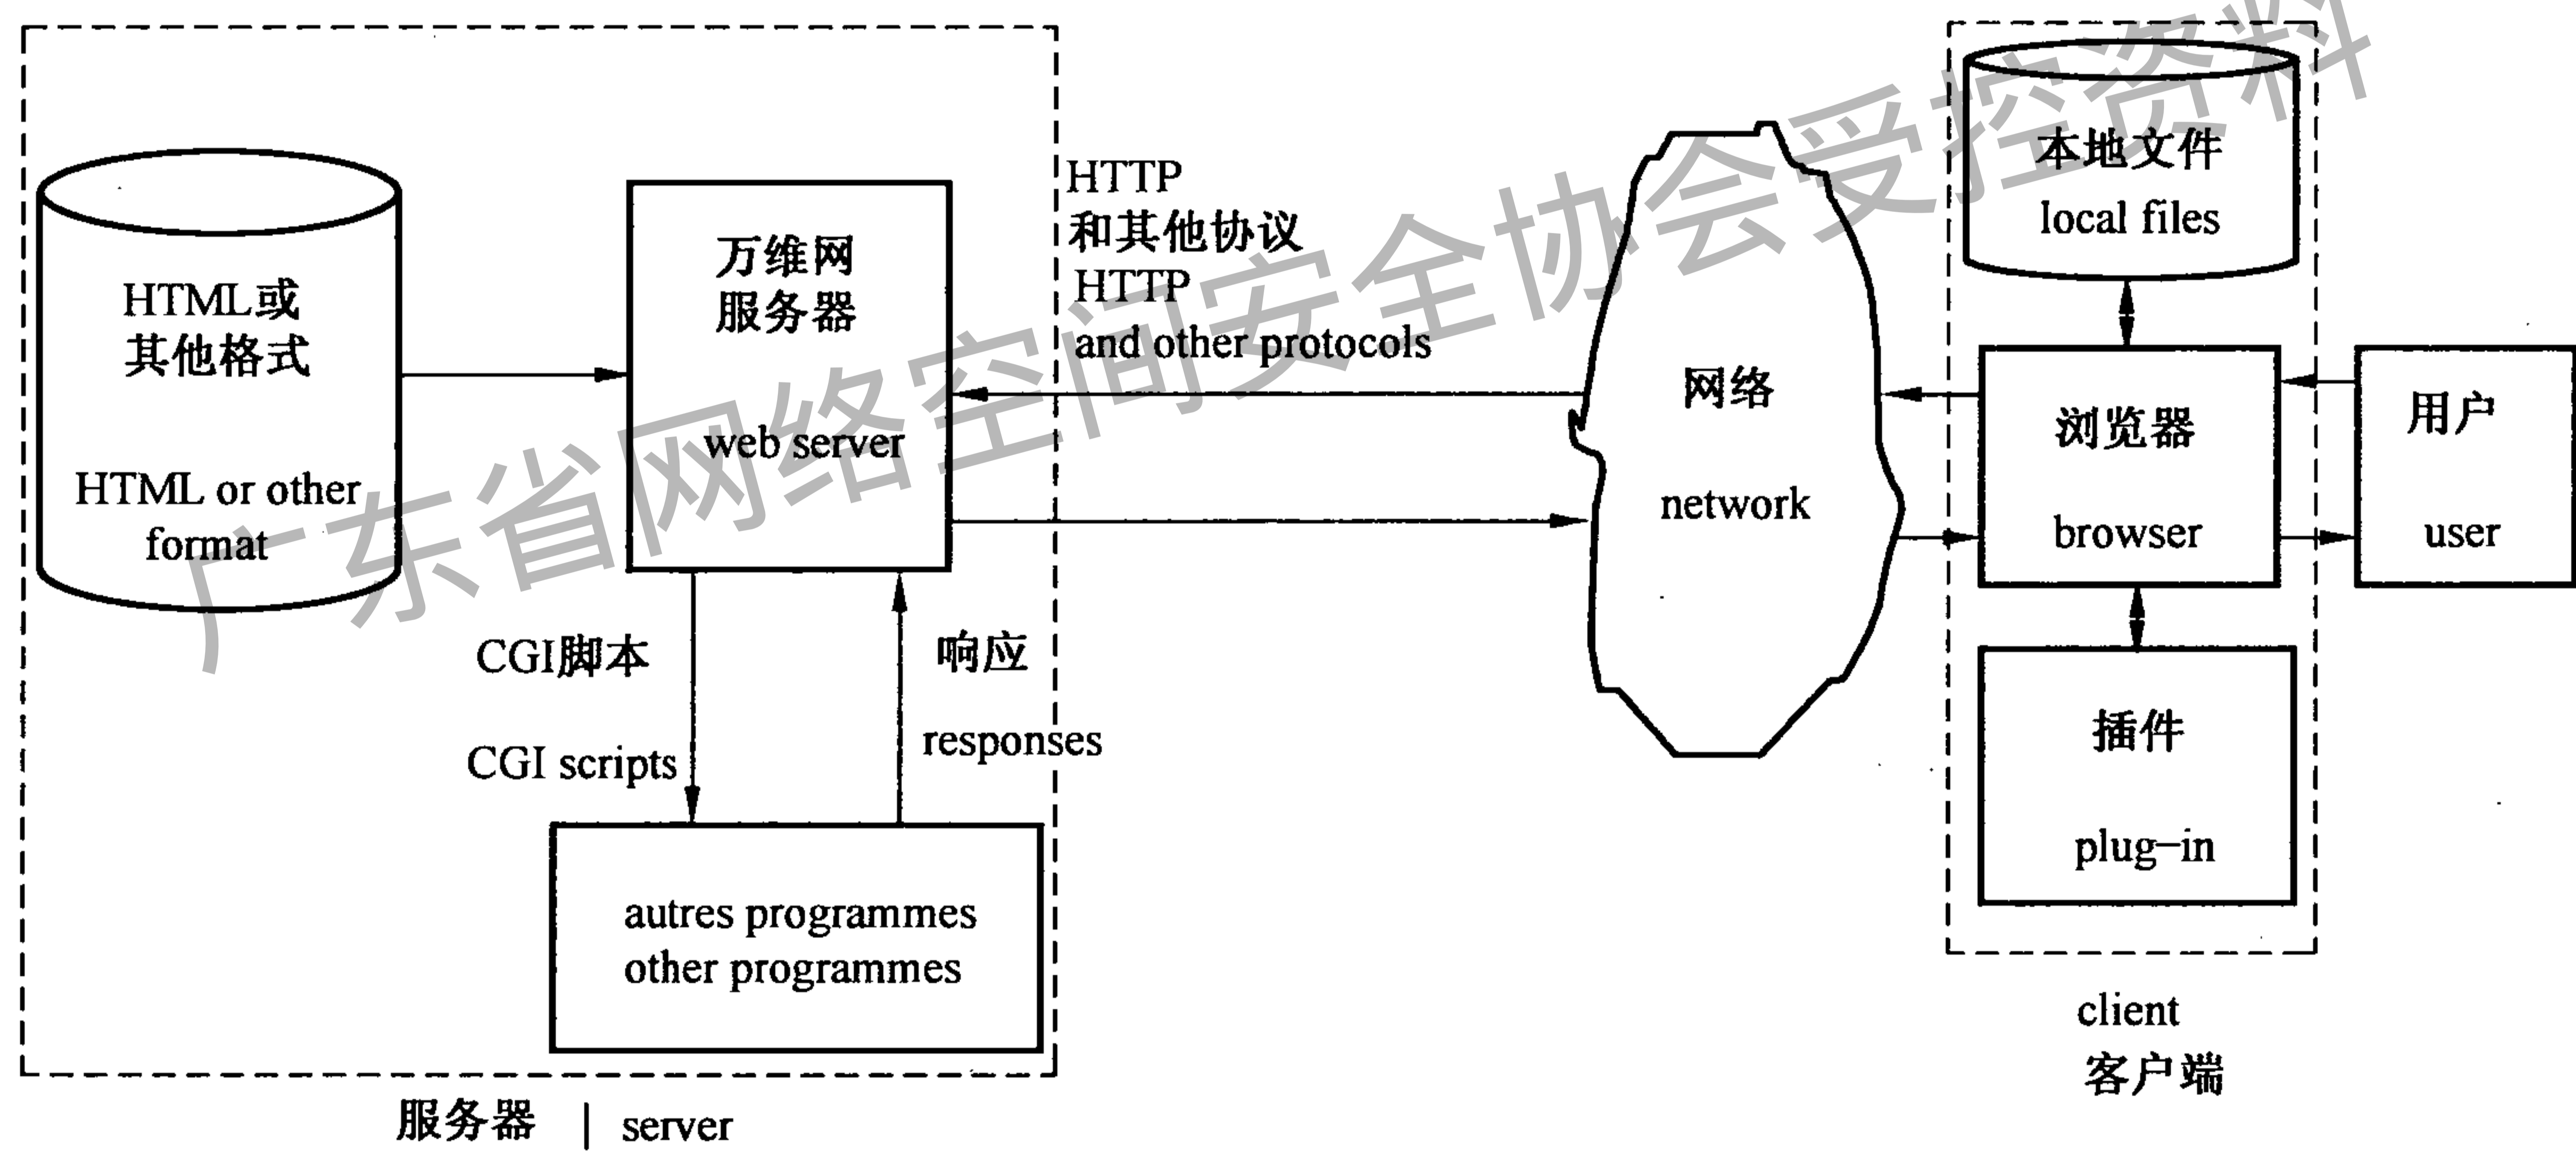 HTML或
其他格式
HTML or other
format
万维网
服务器
web server
CGI脚本
CGI scripts
响应
responses
autres programmes
other programmes
服务器 | server
HTTP
和其他协议
HTTP
and other protocols
网络
network
本地文件
local files
浏览器
browser
插件
plug-in
client
客户端
用户
user
广东省网络空间安全协会受控资料